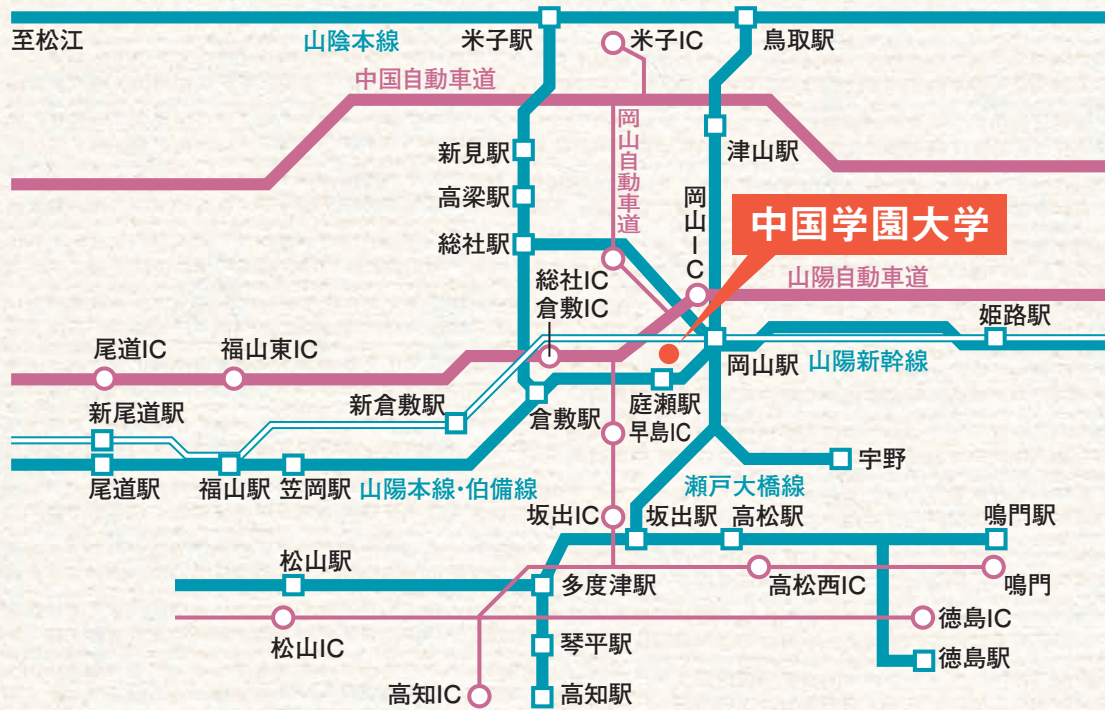 至松江
山陰本線
米子駅
米子IC
鳥取駅
中国自動車道
岡山自動車道
新見駅
津山駅
高梁駅
岡山IC
中国学園大学
総社駅
総社IC
倉敷IC
山陽自動車道
姫路駅
尾道IC
福山東IC
岡山駅
山陽新幹線
新尾道駅
新倉敷駅
倉敷駅
庭瀬駅
早島IC
尾道駅
福山駅
笠岡駅
山陽本線・伯備線
瀬戸大橋線
宇野
坂出IC
坂出駅
高松駅
鳴門駅
松山駅
多度津駅
高松西IC
鳴門
松山IC
徳島IC
琴平駅
徳島駅
高知IC
高知駅